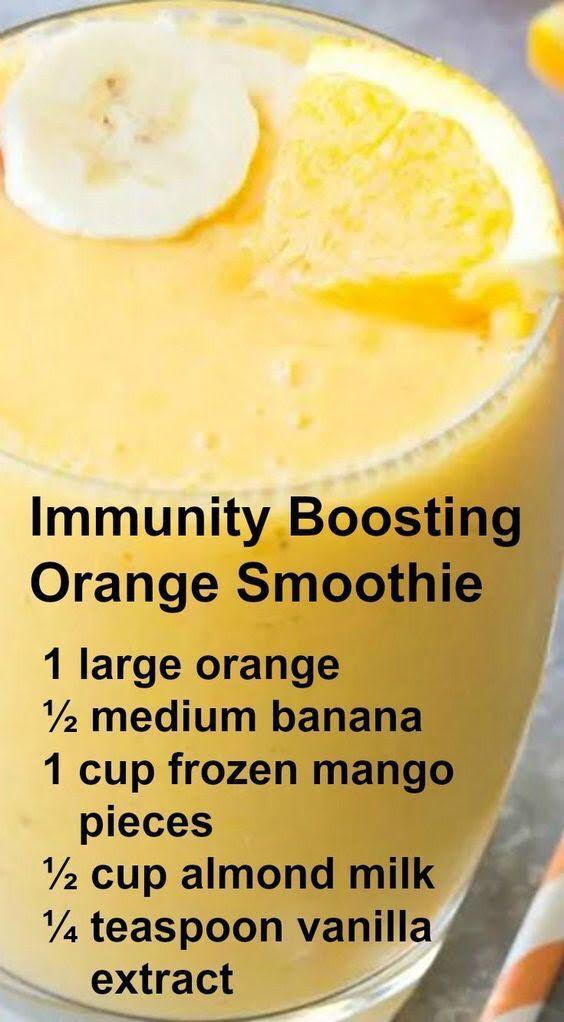 Immunity Boosting
Orange Smoothie
1 large orange
½ medium banana
1 cup frozen mango
pieces
½ cup almond milk
¼ teaspoon vanilla
extract